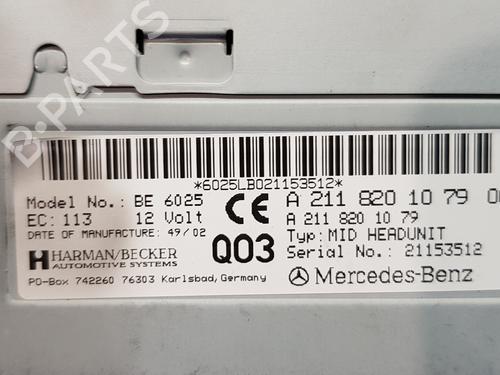 B-PARTS
*6025LB021153512*
Model No.: BE 6025
EC: 113 12 Volt
DATE OF MANUFACTURE: 49/02
CE
Q03
A 211 820 10 79
A 211 820 10 79
Typ: MID HEADUNIT
Serial No.: 21153512
HARMAN/BECKER
AUTOMOTIVE SYSTEMS
Mercedes-Benz
PO-Box 742260 76303 Karlsbad, Germany